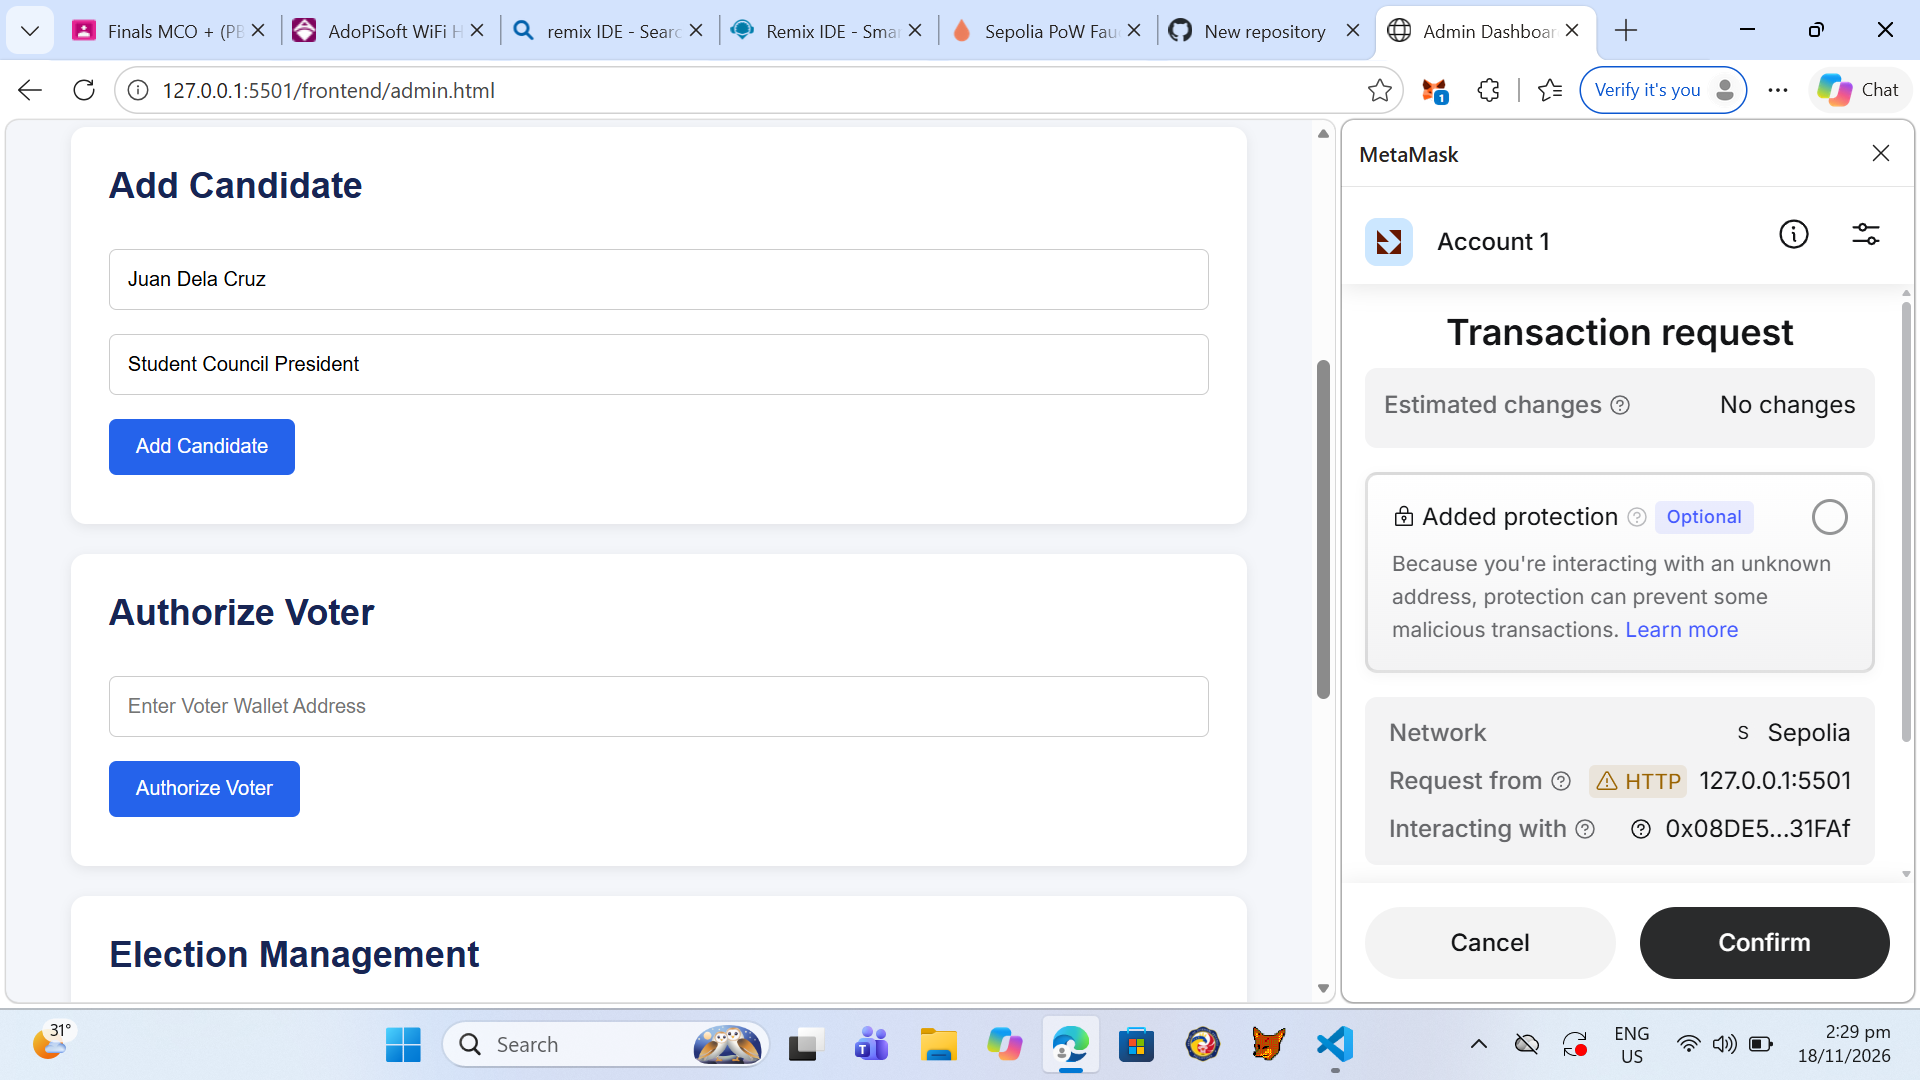 Finals MCO + (PB
AdoPiSoft WiFi H
remix IDE - Searc
Remix IDE - Smar
Sepolia PoW Fau
New repository
Admin Dashboar
127.0.0.1:5501/frontend/admin.html
1
Verify it's you
Chat
Add Candidate
Juan Dela Cruz
Student Council President
Add Candidate
Authorize Voter
Enter Voter Wallet Address
Authorize Voter
Election Management
MetaMask
Account 1
Transaction request
Estimated changes
No changes
Added protection
Optional
Because you're interacting with an unknown
address, protection can prevent some
malicious transactions. Learn more
Network
S Sepolia
Request from
HTTP 127.0.0.1:5501
Interacting with
0x08DE5...31FAf
Cancel
Confirm
31°
Search
ENG
US
2:29 pm
18/11/2026